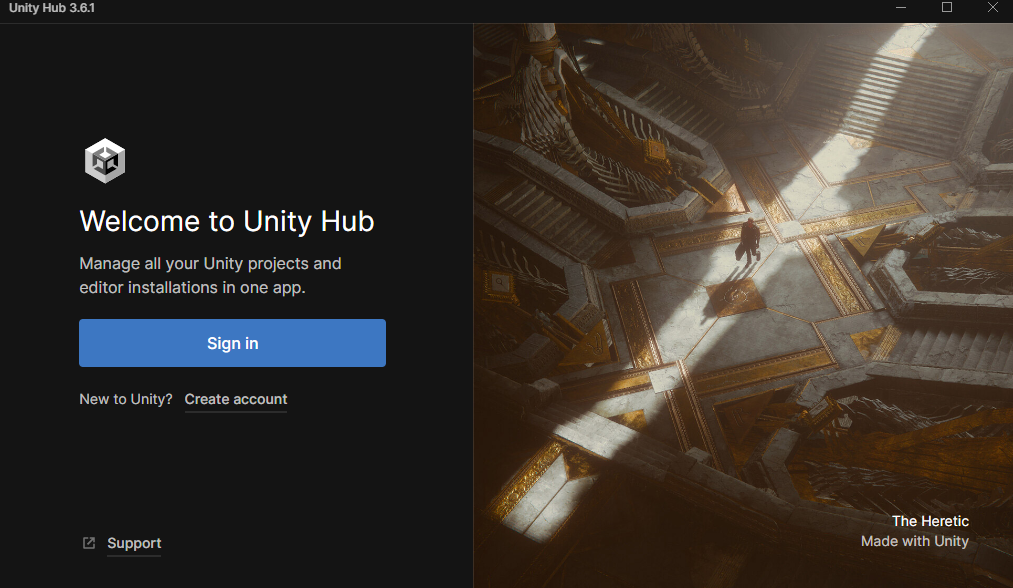 Unity Hub 3.6.1
Welcome to Unity Hub
Manage all your Unity projects and
editor installations in one app.
Sign in
New to Unity? Create account
Support
The Heretic
Made with Unity